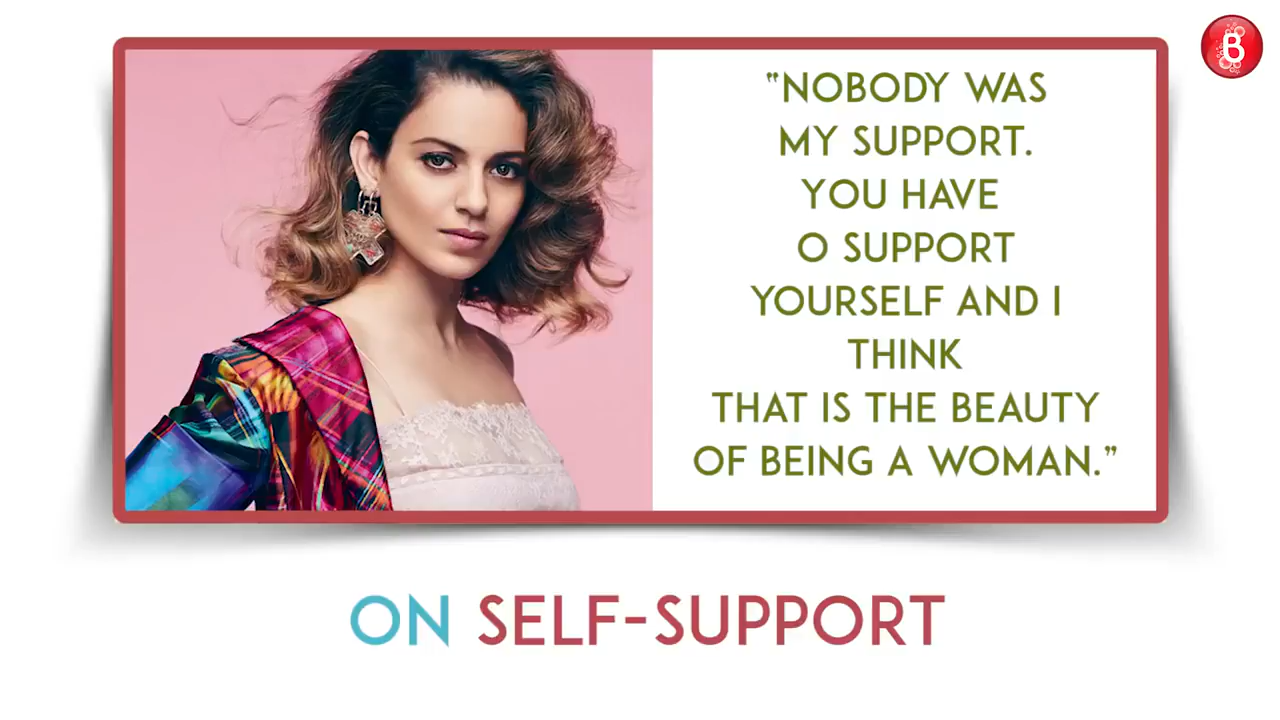 B
"NOBODY WAS
MY SUPPORT.
YOU HAVE
O SUPPORT
YOURSELF AND I
THINK
THAT IS THE BEAUTY
OF BEING A WOMAN."
ON SELF-SUPPORT